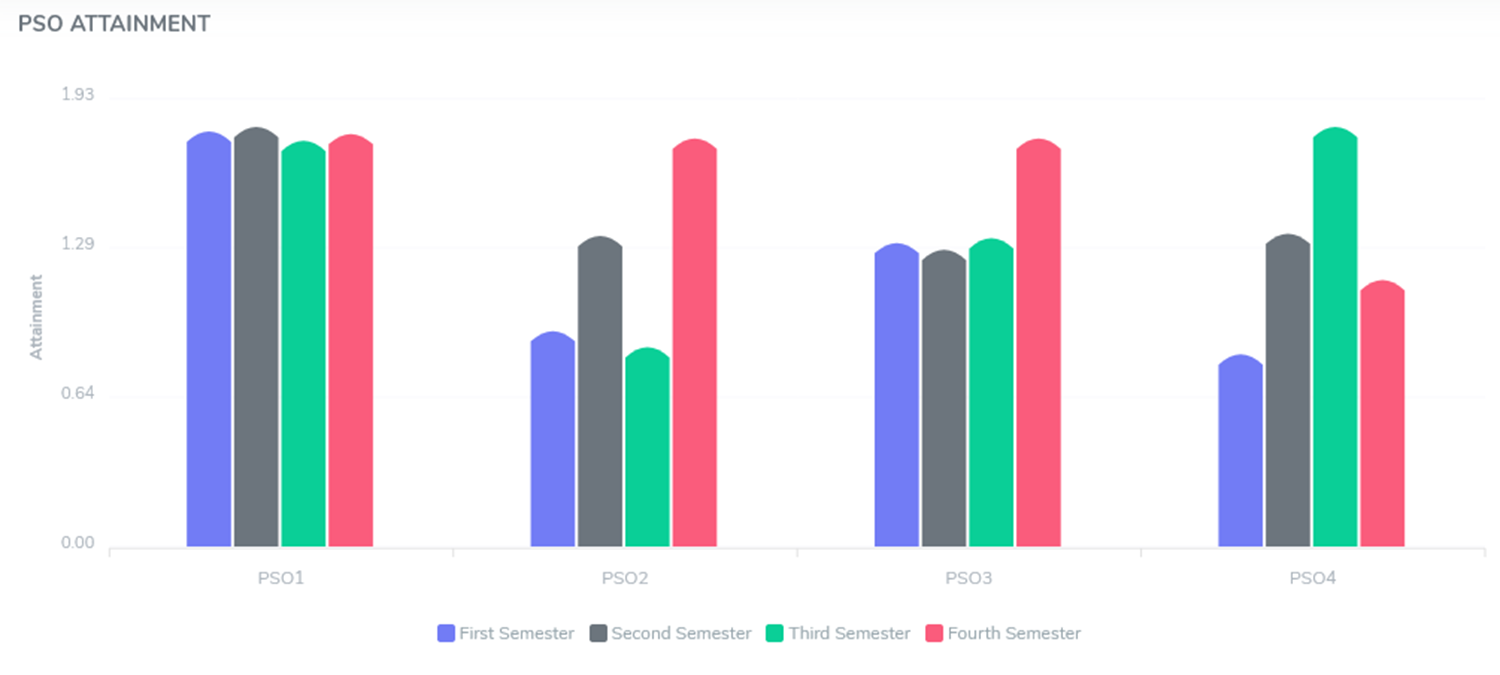 PSO ATTAINMENT
1.93
1.29
0.64
0.00
Attainment
PSO1 PSO2 PSO3 PSO4
First Semester Second Semester Third Semester Fourth Semester